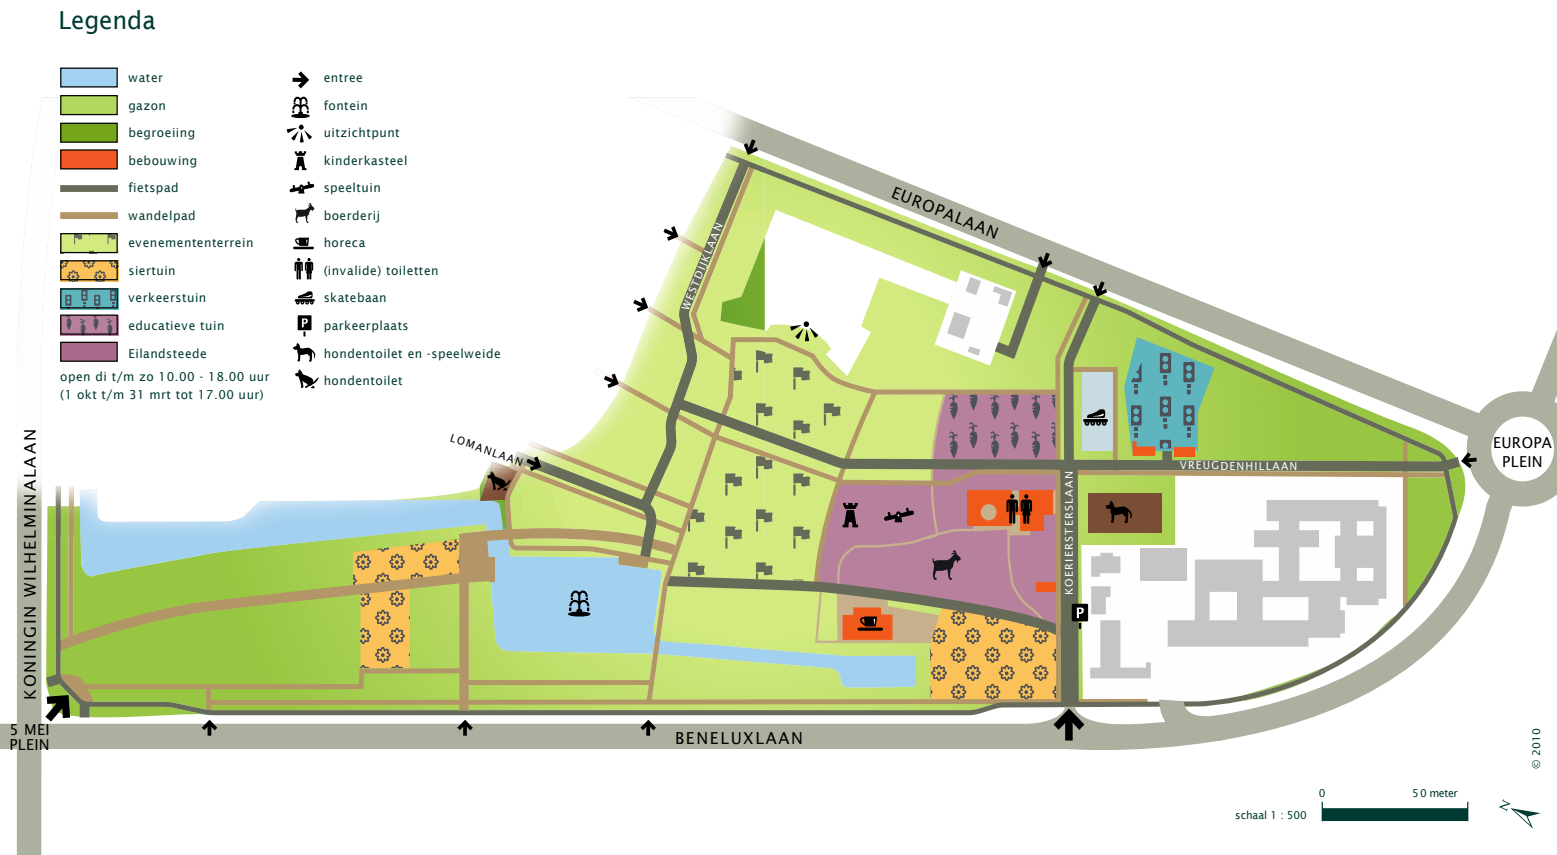 Legenda
water
gazon
begroeiing
bebouwing
fietspad
wandelpad
evenemententerrein
siertuin
verkeerstuin
educatieve tuin
Eilandsteede
open di t/m zo 10.00 - 18.00 uur
(1 okt t/m 31 mrt tot 17.00 uur)
entree
fontein
uitzichtpunt
kinderkasteel
speeltuin
boerderij
horeca
(invalide) toiletten
skatebaan
P
parkeerplaats
hondentoilet en -speelweide
hondentoilet
EUROPALAAN
WESTDIJKLAAN
LOMANLAAN
EUROPA
PLEIN
VREUGDENHILLAAN
KOERIERSTERSLAAN
P
KONINGIN WILHELMINALAAN
5 MEI
PLEIN
BENELUXLAAN
© 2010
0
50 meter
schaal 1 : 500
N